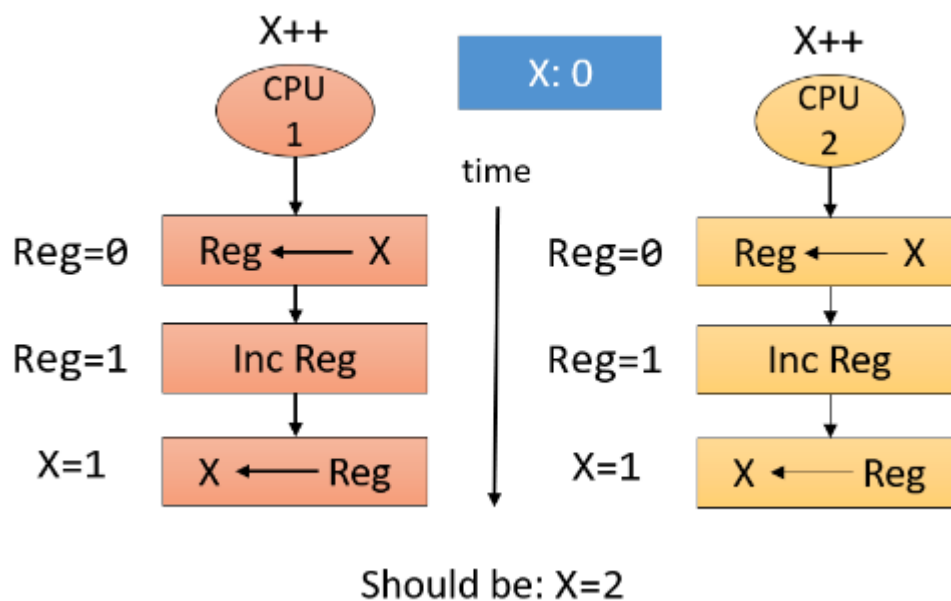 X++
CPU
1
Reg=0
Reg ← X
Reg=1
Inc Reg
X=1
X ← Reg
X: 0
time
X++
CPU
2
Reg=0
Reg ← X
Reg=1
Inc Reg
X=1
X ← Reg
Should be: X=2